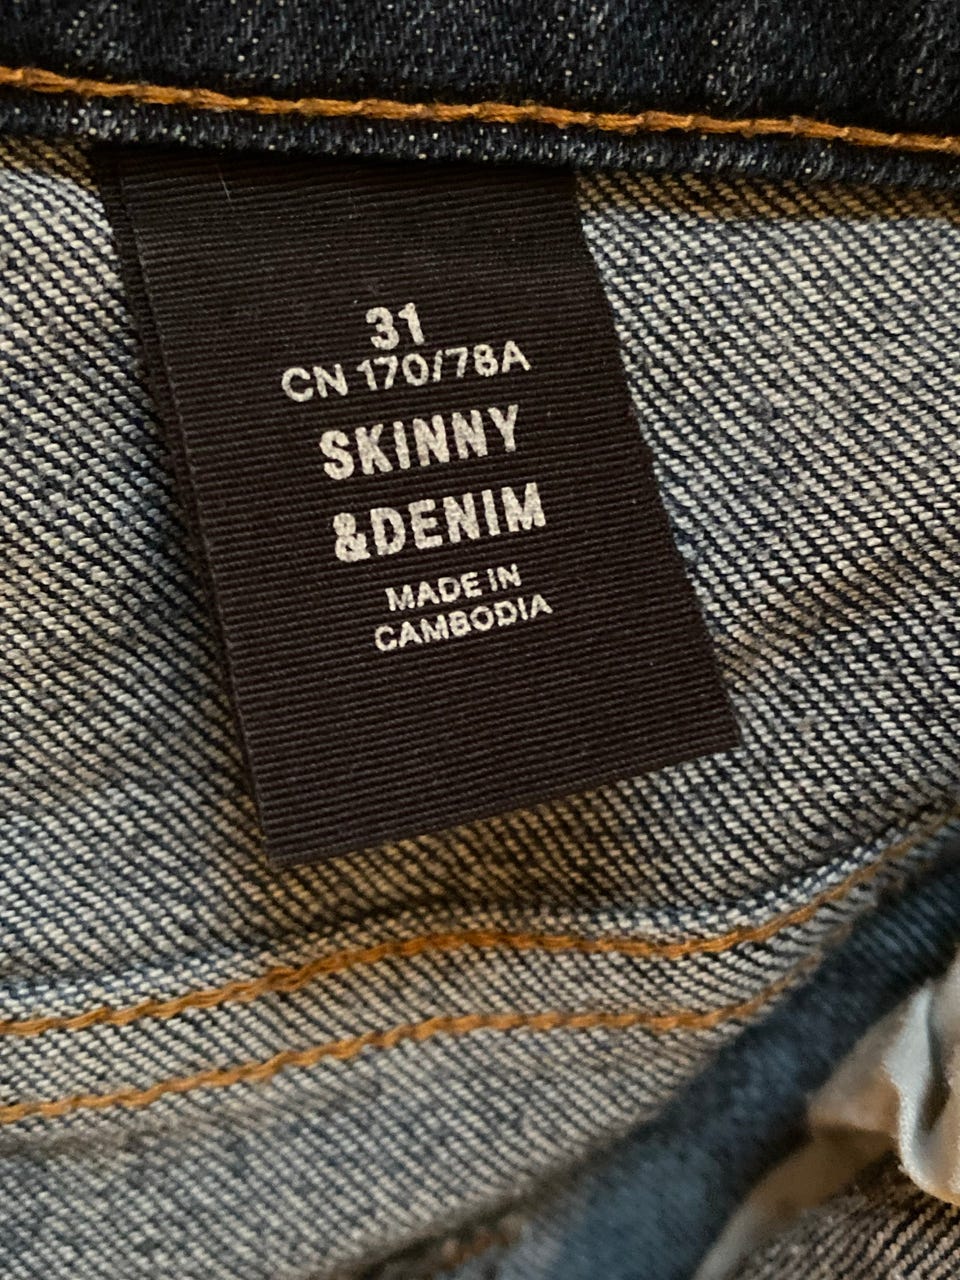 31
CN 170/78A
SKINNY
&DENIM
MADE IN
CAMBODIA